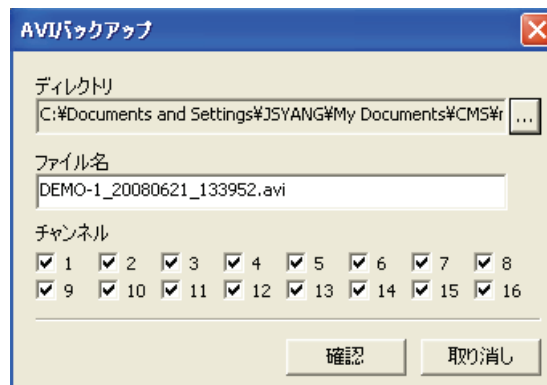 AVIバックアップ
ディレクトリ
C:¥Documents and Settings¥JSYANG¥My Documents¥CMS¥r ...
ファイル名
DEMO-1_20080621_133952.avi
チャンネル
1 2 3 4 5 6 7 8
9 10 11 12 13 14 15 16
確認 取り消し